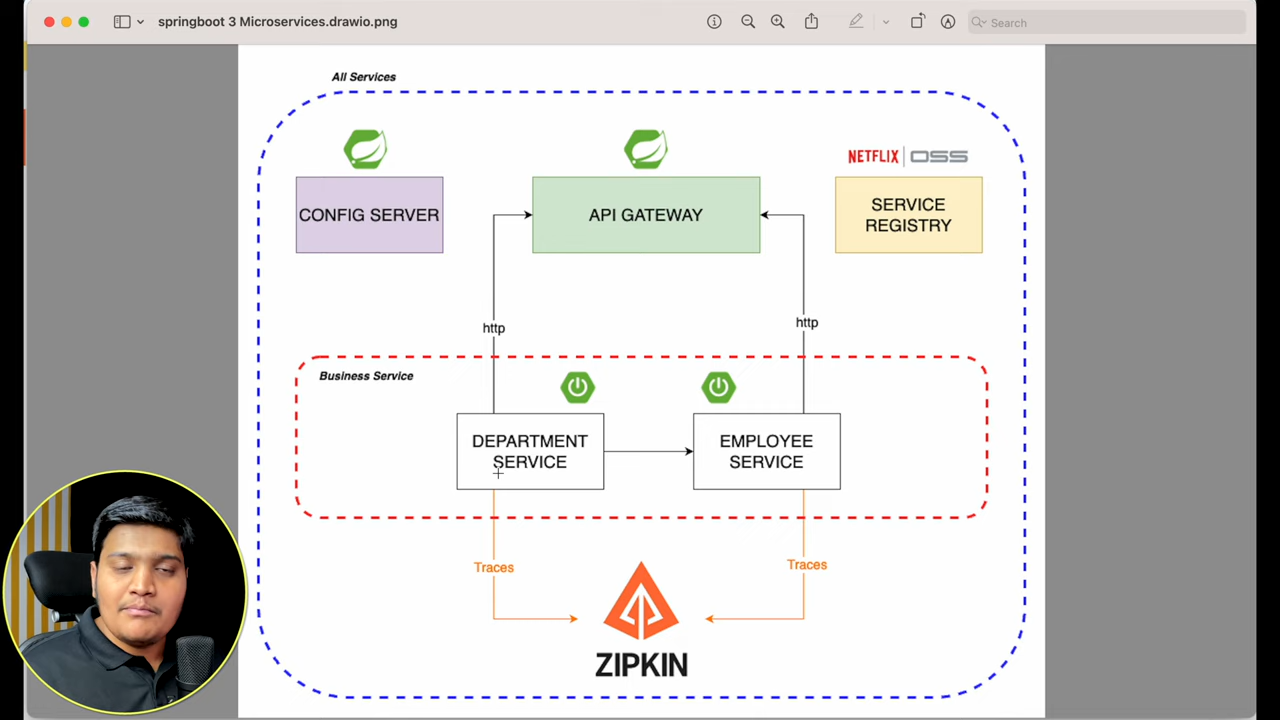 springboot 3 Microservices.drawio.png
Search
All Services
NETFLIX OSS
CONFIG SERVER
API GATEWAY
SERVICE
REGISTRY
http
http
Business Service
DEPARTMENT
SERVICE
EMPLOYEE
SERVICE
Traces
Traces
ZIPKIN